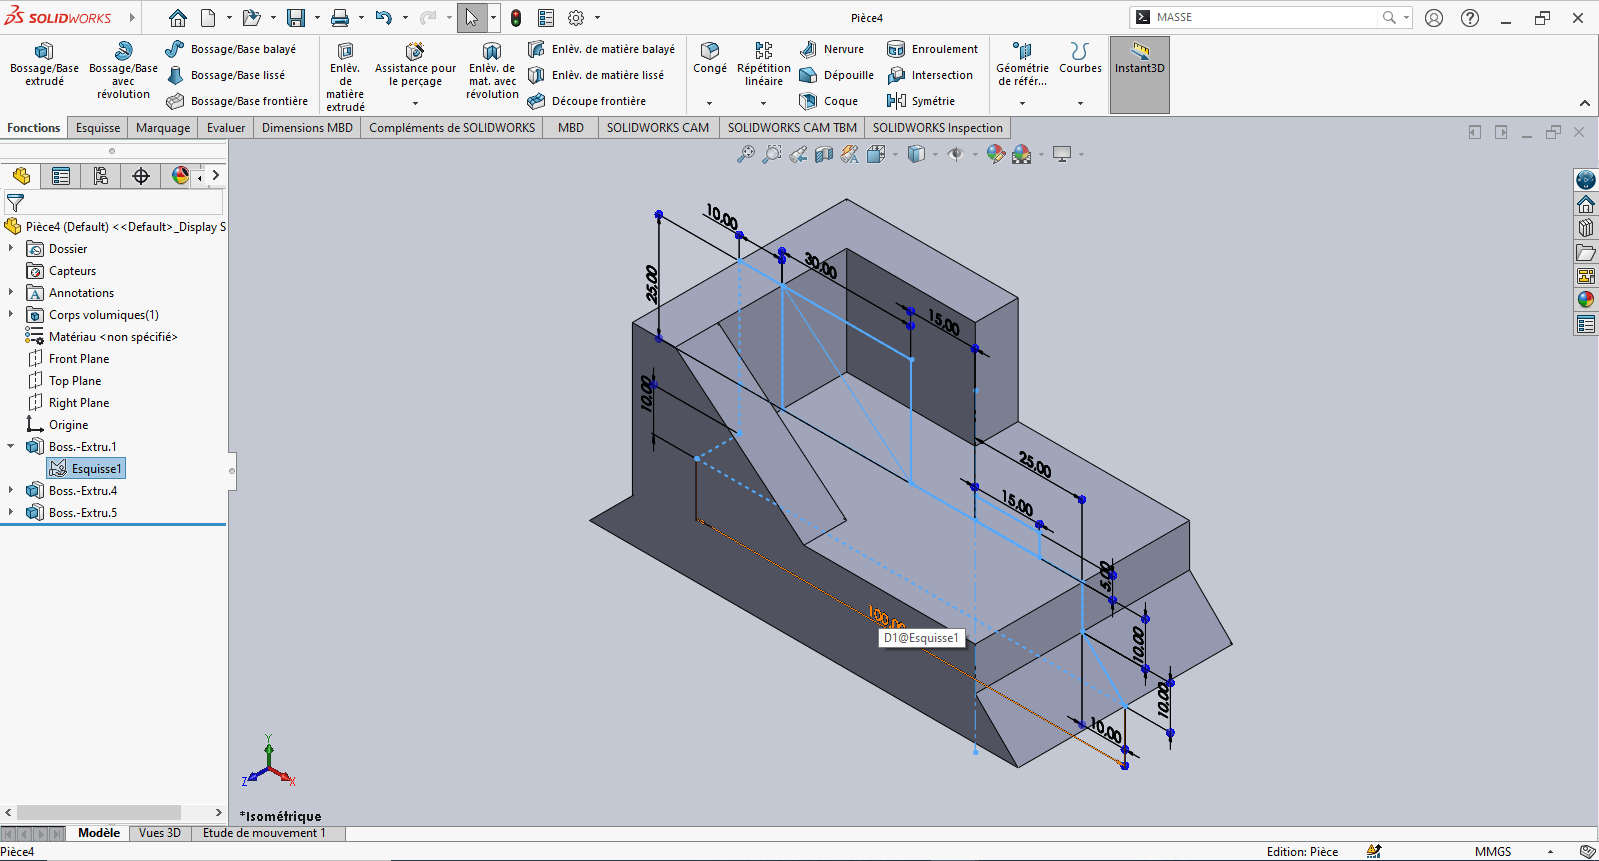 SOLIDWORKS
Pièce4
MASSE
Bossage/Base extrudé
Bossage/Base avec révolution
Bossage/Base balayé
Bossage/Base lissé
Bossage/Base frontière
Enlèv. de matière extrudé
Assistance pour le perçage
Enlèv. de mat. avec révolution
Enlèv. de matière balayé
Enlèv. de matière lissé
Découpe frontière
Congé
Répétition linéaire
Nervure
Dépouille
Coque
Enroulement
Intersection
Symétrie
Géométrie de référ...
Courbes
Instant3D
Fonctions
Esquisse
Marquage
Evaluer
Dimensions MBD
Compléments de SOLIDWORKS
MBD
SOLIDWORKS CAM
SOLIDWORKS CAM TBM
SOLIDWORKS Inspection
Pièce4 (Default) <<Default>_Display S
Dossier
Capteurs
Annotations
Corps volumiques(1)
Matériau <non spécifié>
Front Plane
Top Plane
Right Plane
Origine
Boss.-Extru.1
Esquisse1
Boss.-Extru.4
Boss.-Extru.5
10,00
25,00
30,00
15,00
10,00
25,00
15,00
5,00
100,00
D1@Esquisse1
10,00
10,00
10,00
Y
Z
X
*Isométrique
Modèle
Vues 3D
Etude de mouvement 1
Pièce4
Edition: Pièce
MMGS